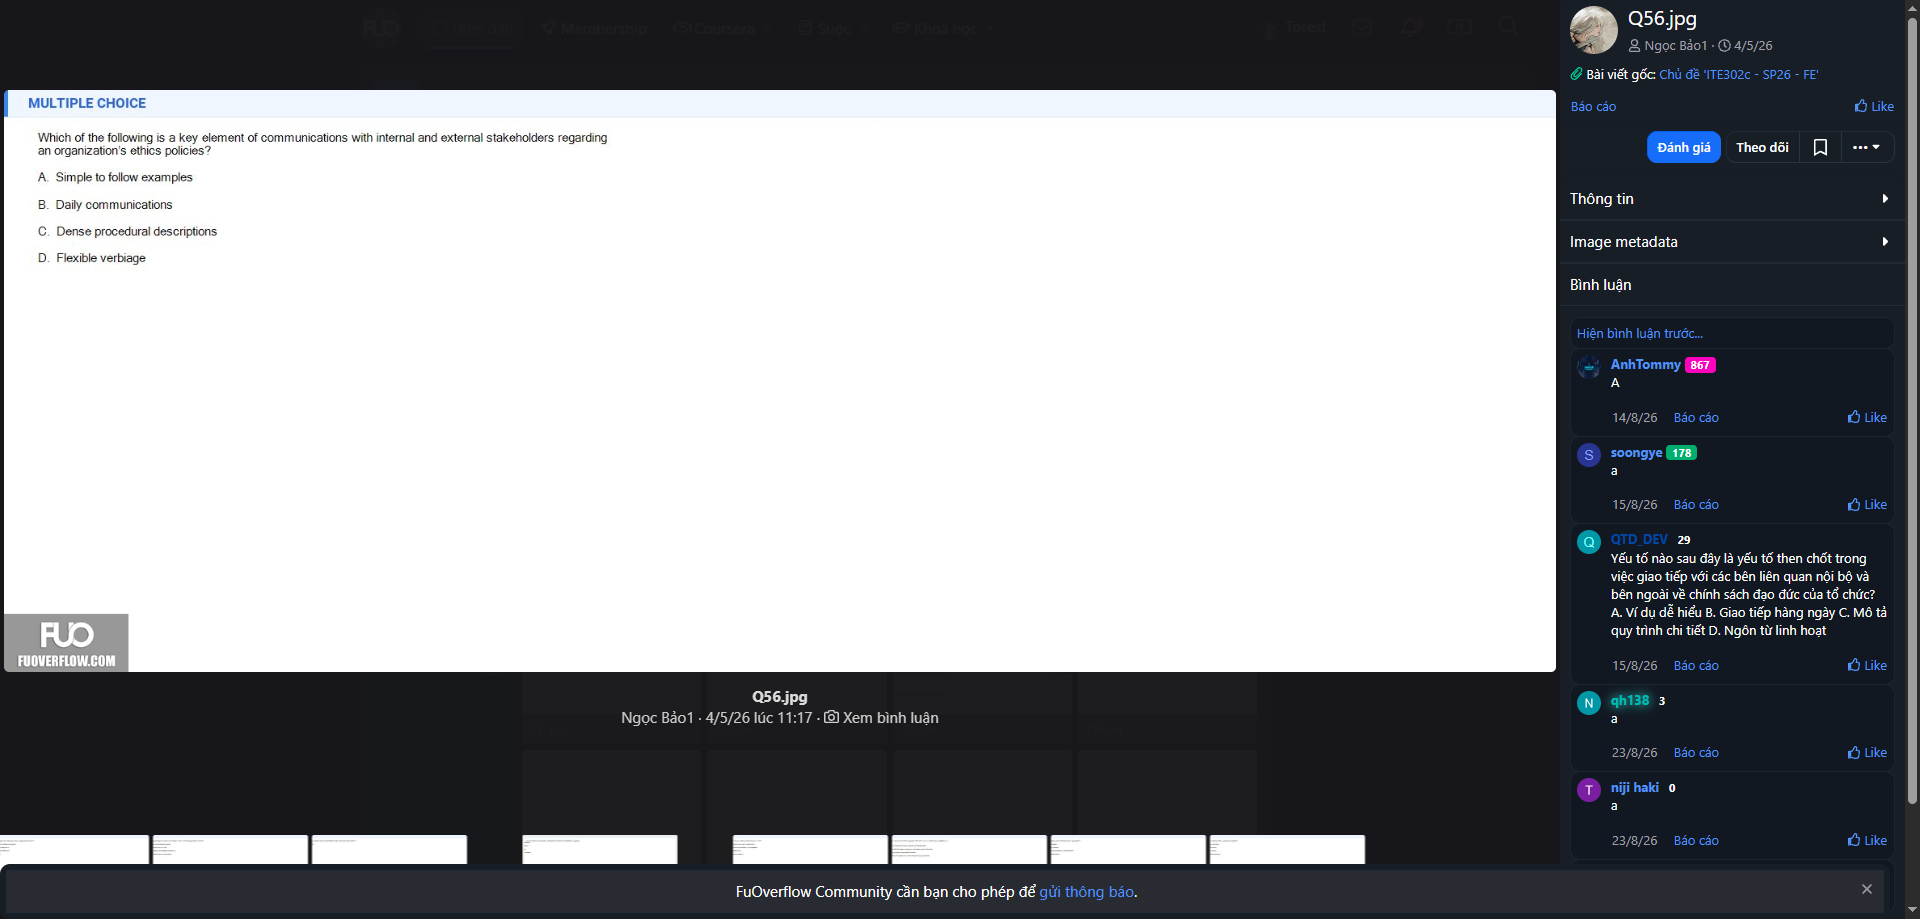 FUO
Membership
Coursera
Khoá học
Torest
MULTIPLE CHOICE
Which of the following is a key element of communications with internal and external stakeholders regarding
an organization's ethics policies?
A. Simple to follow examples
B. Daily communications
C. Dense procedural descriptions
D. Flexible verbiage
FUO
FUOVERFLOW.COM
Q56.jpg
Ngọc Bảo1 · 4/5/26 lúc 11:17 · Xem bình luận
Q56.jpg
Ngọc Bảo1 · 4/5/26
Bài viết gốc: Chủ đề 'ITE302c - SP26 - FE'
Báo cáo
Like
Đánh giá
Theo dõi
Thông tin
Image metadata
Bình luận
Hiện bình luận trước...
AnhTommy 867
A
14/8/26 Báo cáo Like
S
soongye 178
a
15/8/26 Báo cáo Like
Q
QTD_DEV 29
Yếu tố nào sau đây là yếu tố then chốt trong
việc giao tiếp với các bên liên quan nội bộ và
bên ngoài về chính sách đạo đức của tổ chức?
A. Ví dụ dễ hiểu B. Giao tiếp hàng ngày C. Mô tả
quy trình chi tiết D. Ngôn từ linh hoạt
15/8/26 Báo cáo Like
N
qh138 3
a
23/8/26 Báo cáo Like
T
niji haki 0
a
23/8/26 Báo cáo Like
FuOverflow Community cần bạn cho phép để gửi thông báo.